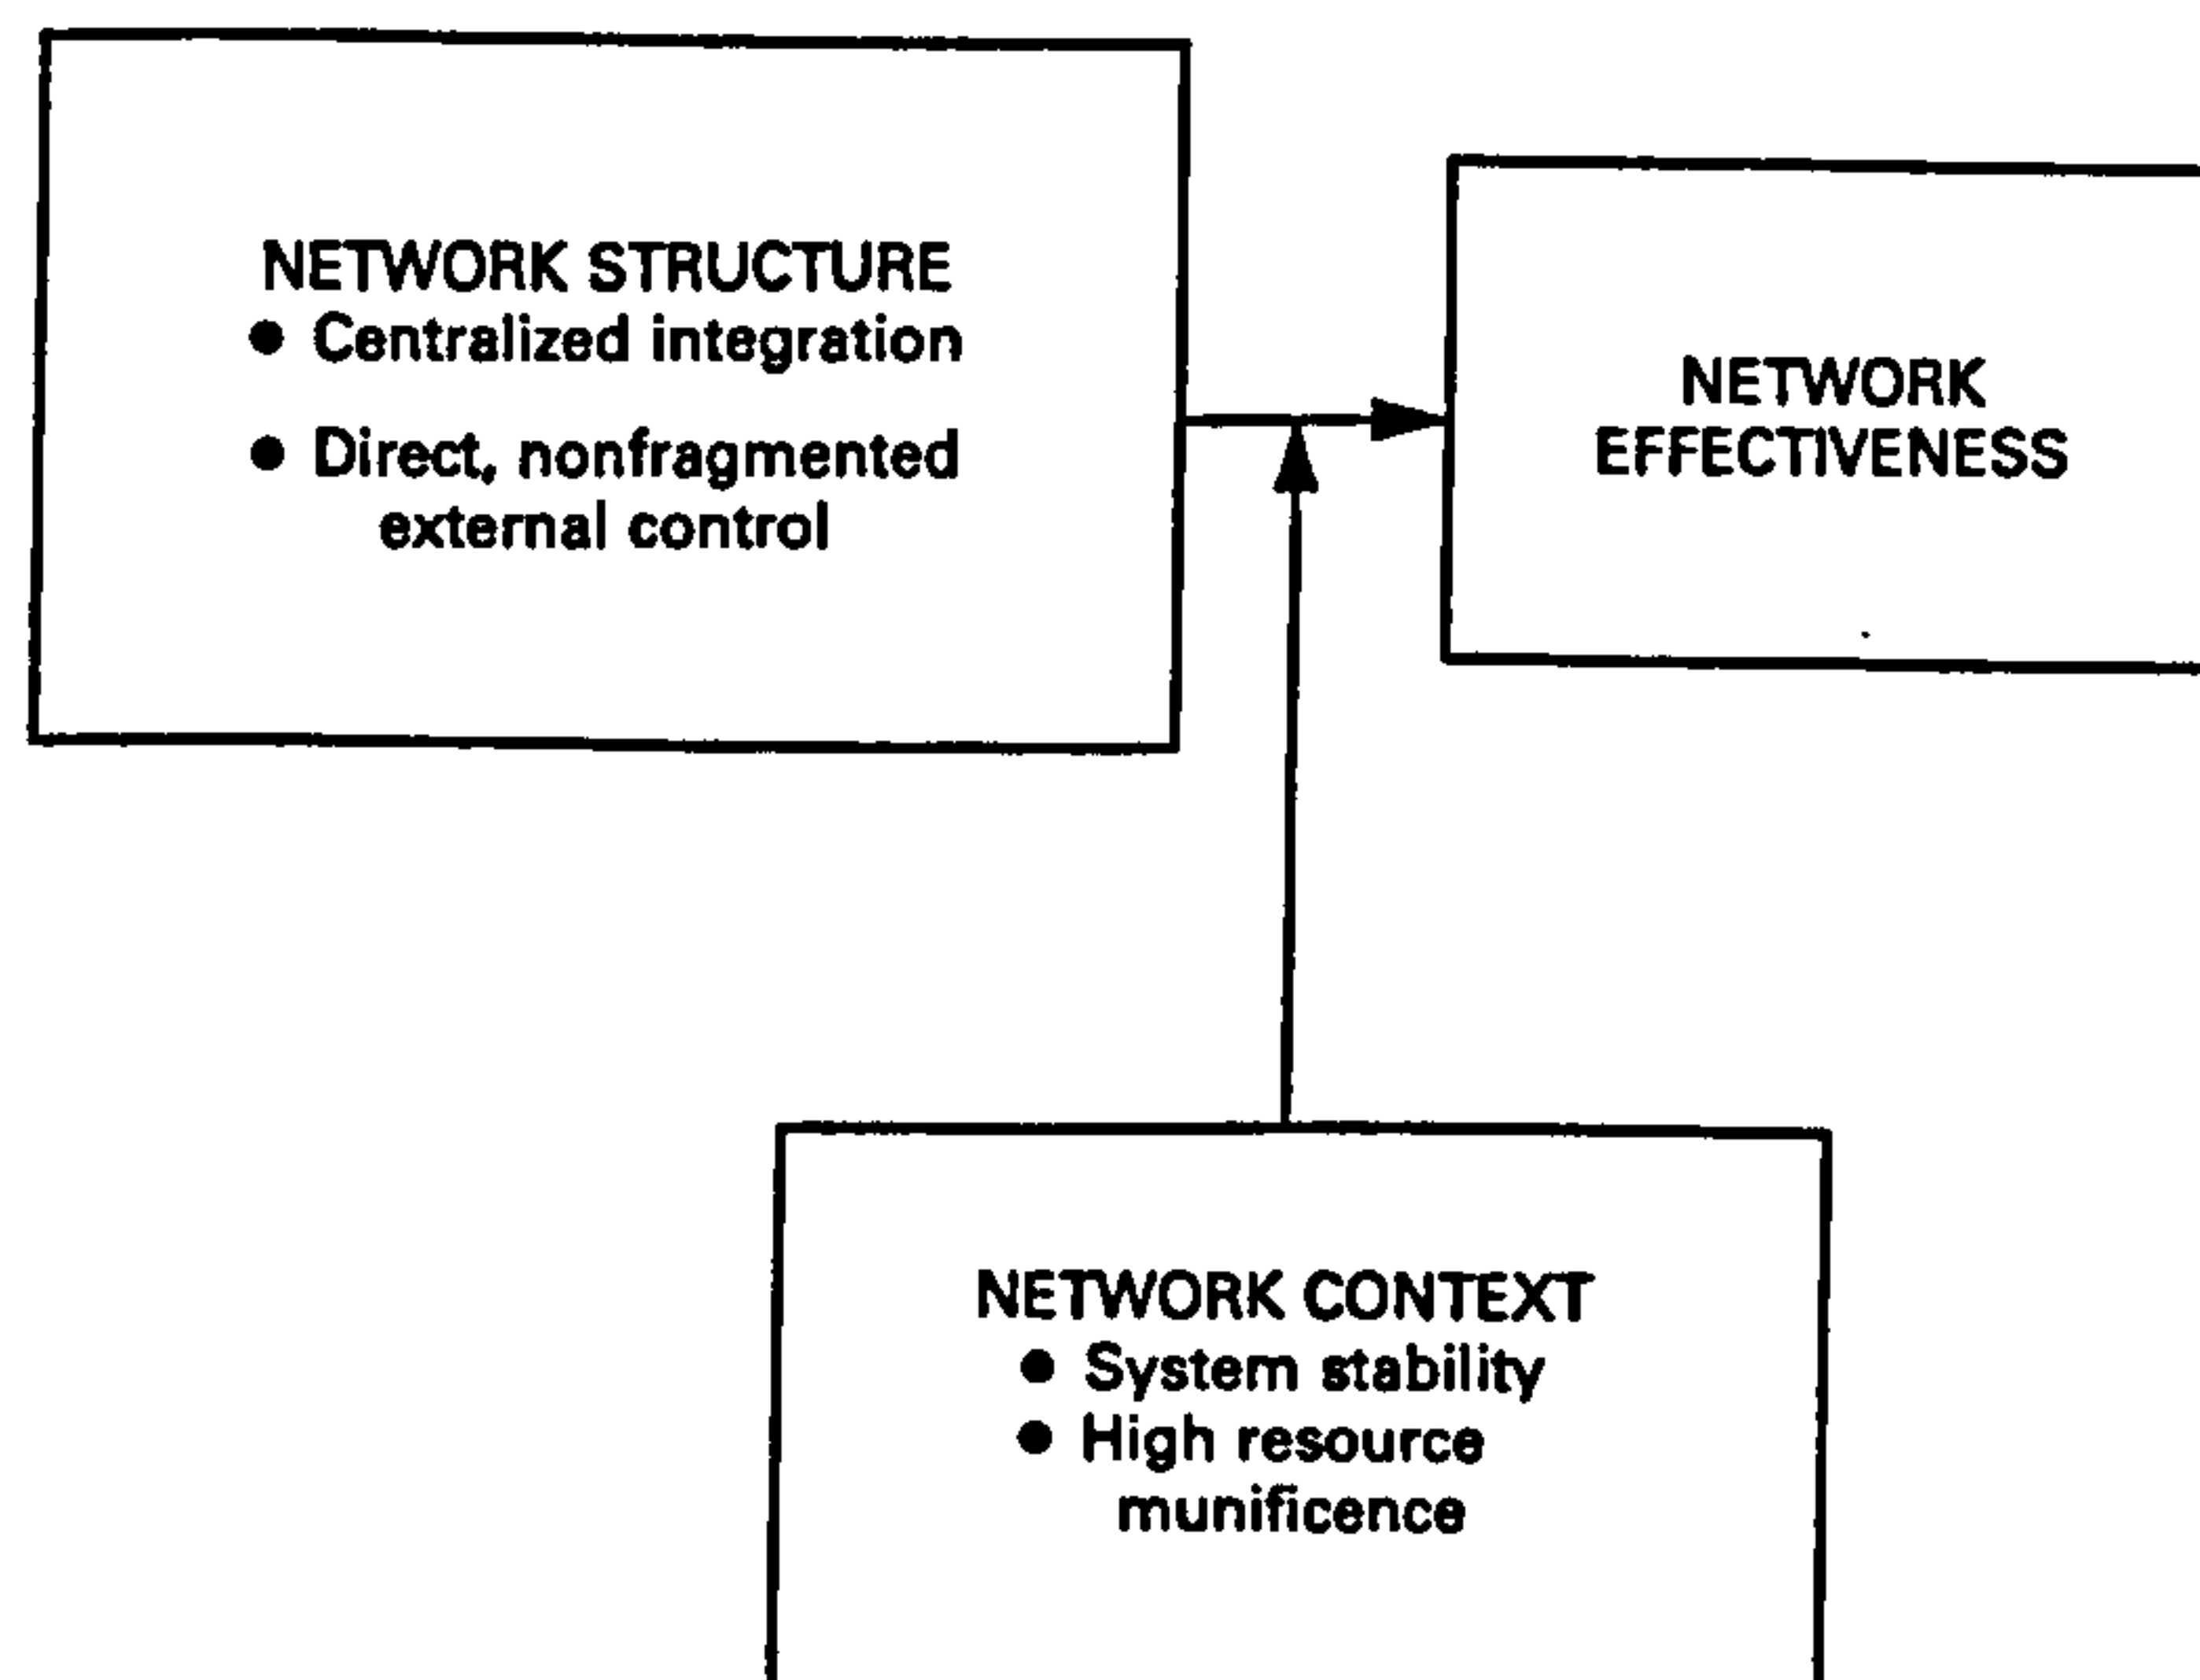 NETWORK STRUCTURE
● Centralized integration
● Direct, nonfragmented
external control
NETWORK
EFFECTIVENESS
NETWORK CONTEXT
● System stability
● High resource
munificence